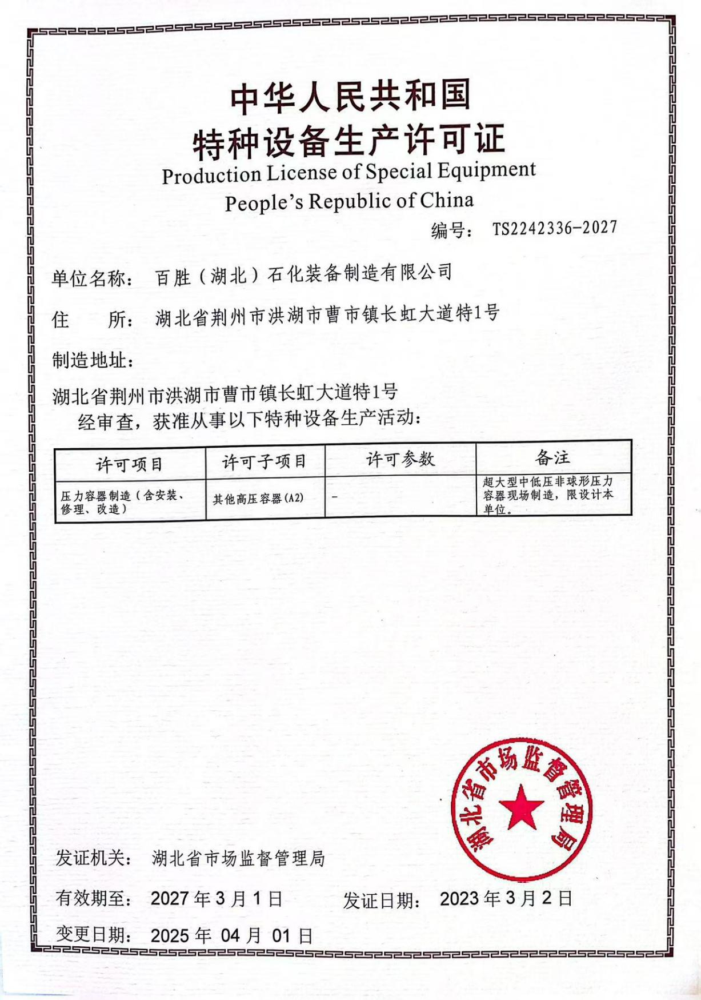 中华人民共和国
特种设备生产许可证
Production License of Special Equipment
People's Republic of China
编号： TS2242336-2027
单位名称： 百胜（湖北）石化装备制造有限公司
住 所： 湖北省荆州市洪湖市曹市镇长虹大道特1号
制造地址：
湖北省荆州市洪湖市曹市镇长虹大道特1号
经审查，获准从事以下特种设备生产活动：
许可项目 许可子项目 许可参数 备注
压力容器制造（含安装、
修理、改造）
其他高压容器(A2)
-
超大型中低压非球形压力
容器现场制造，限设计本
单位。
湖北省市场监督管理局
发证机关： 湖北省市场监督管理局
有效期至： 2027 年 3 月 1 日 发证日期： 2023 年 3 月 2 日
变更日期： 2025 年 04 月 01 日